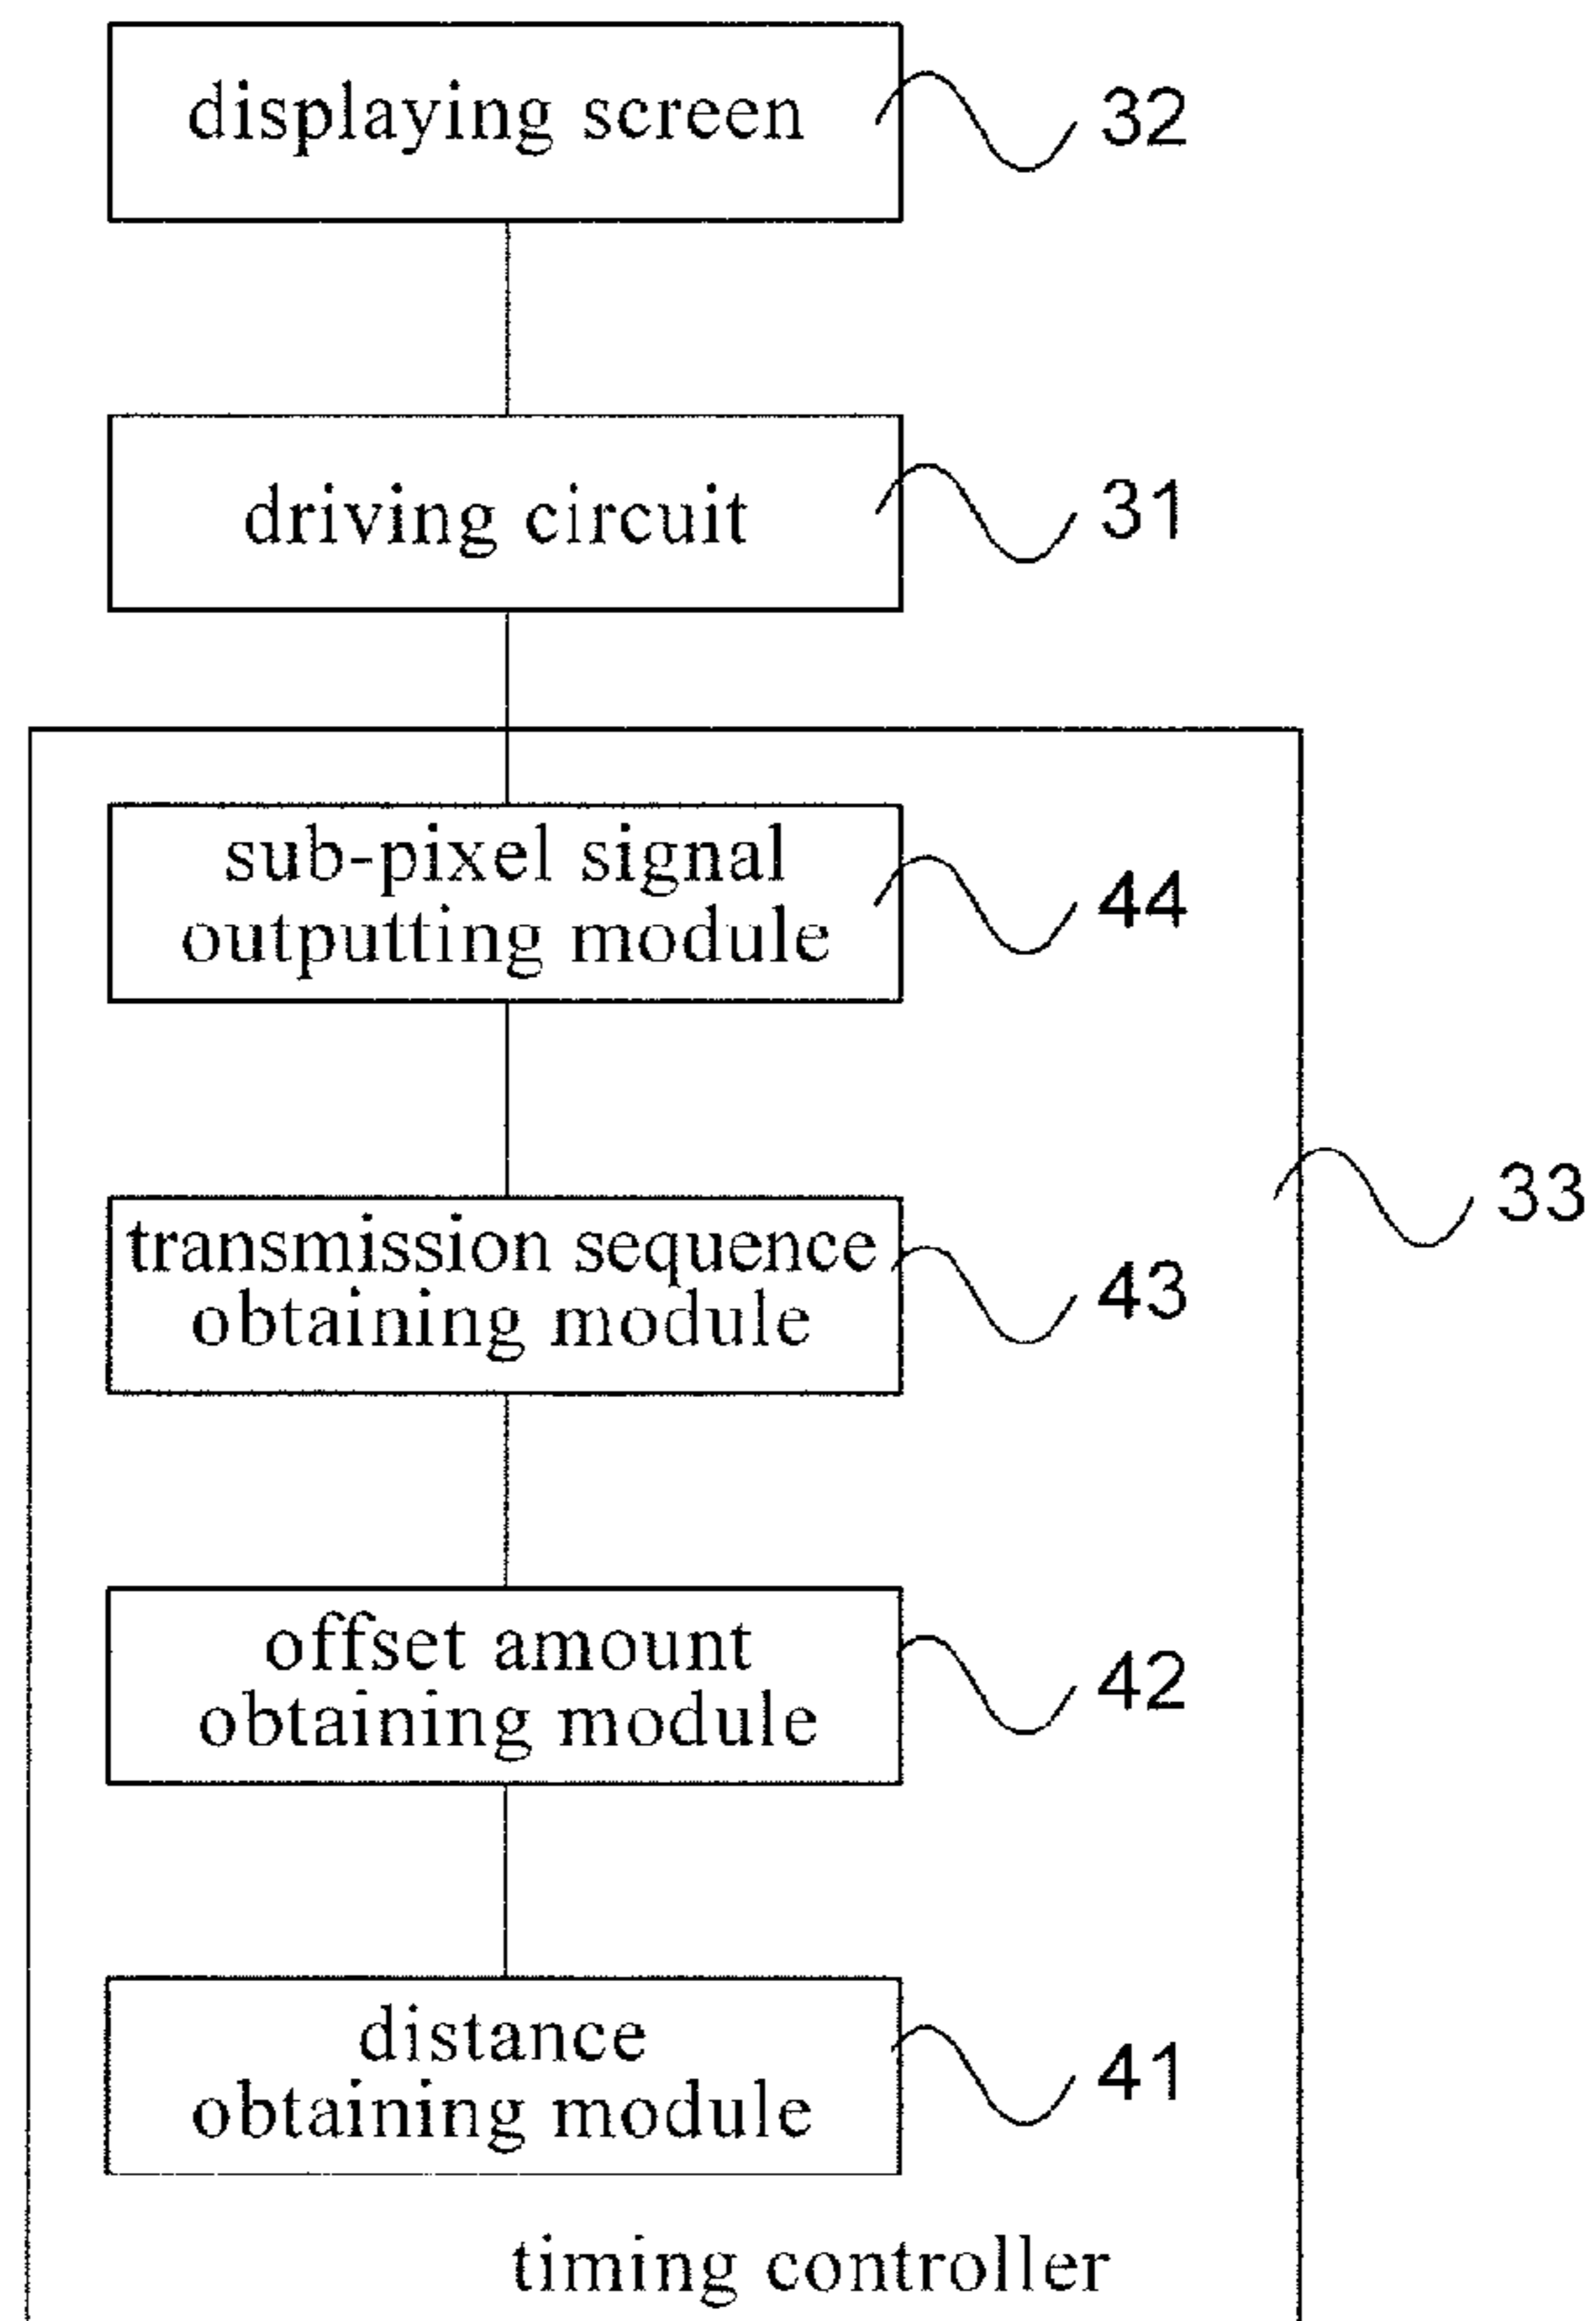 displaying screen
32
driving circuit
31
sub-pixel signal
outputting module
44
transmission sequence
obtaining module
43
33
offset amount
obtaining module
42
distance
obtaining module
41
timing controller